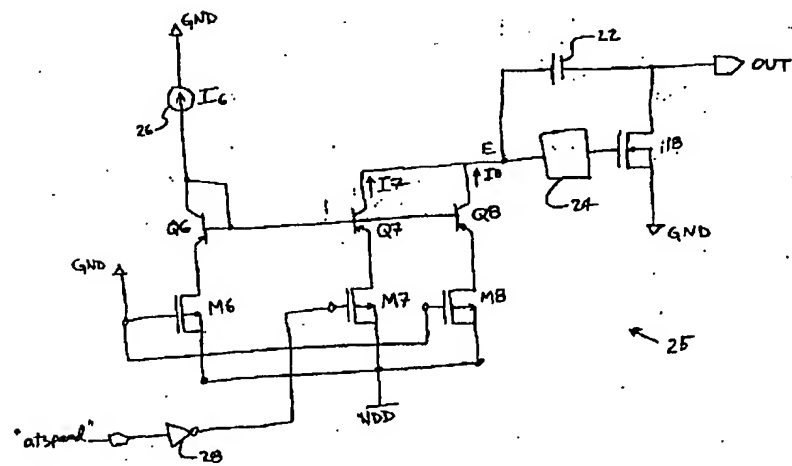 GND
22
OUT
26
I6
E
I7
I8
118
24
Q6
Q7
Q8
GND
GND
M6
M7
M8
25
VDD
"atspeed"
28